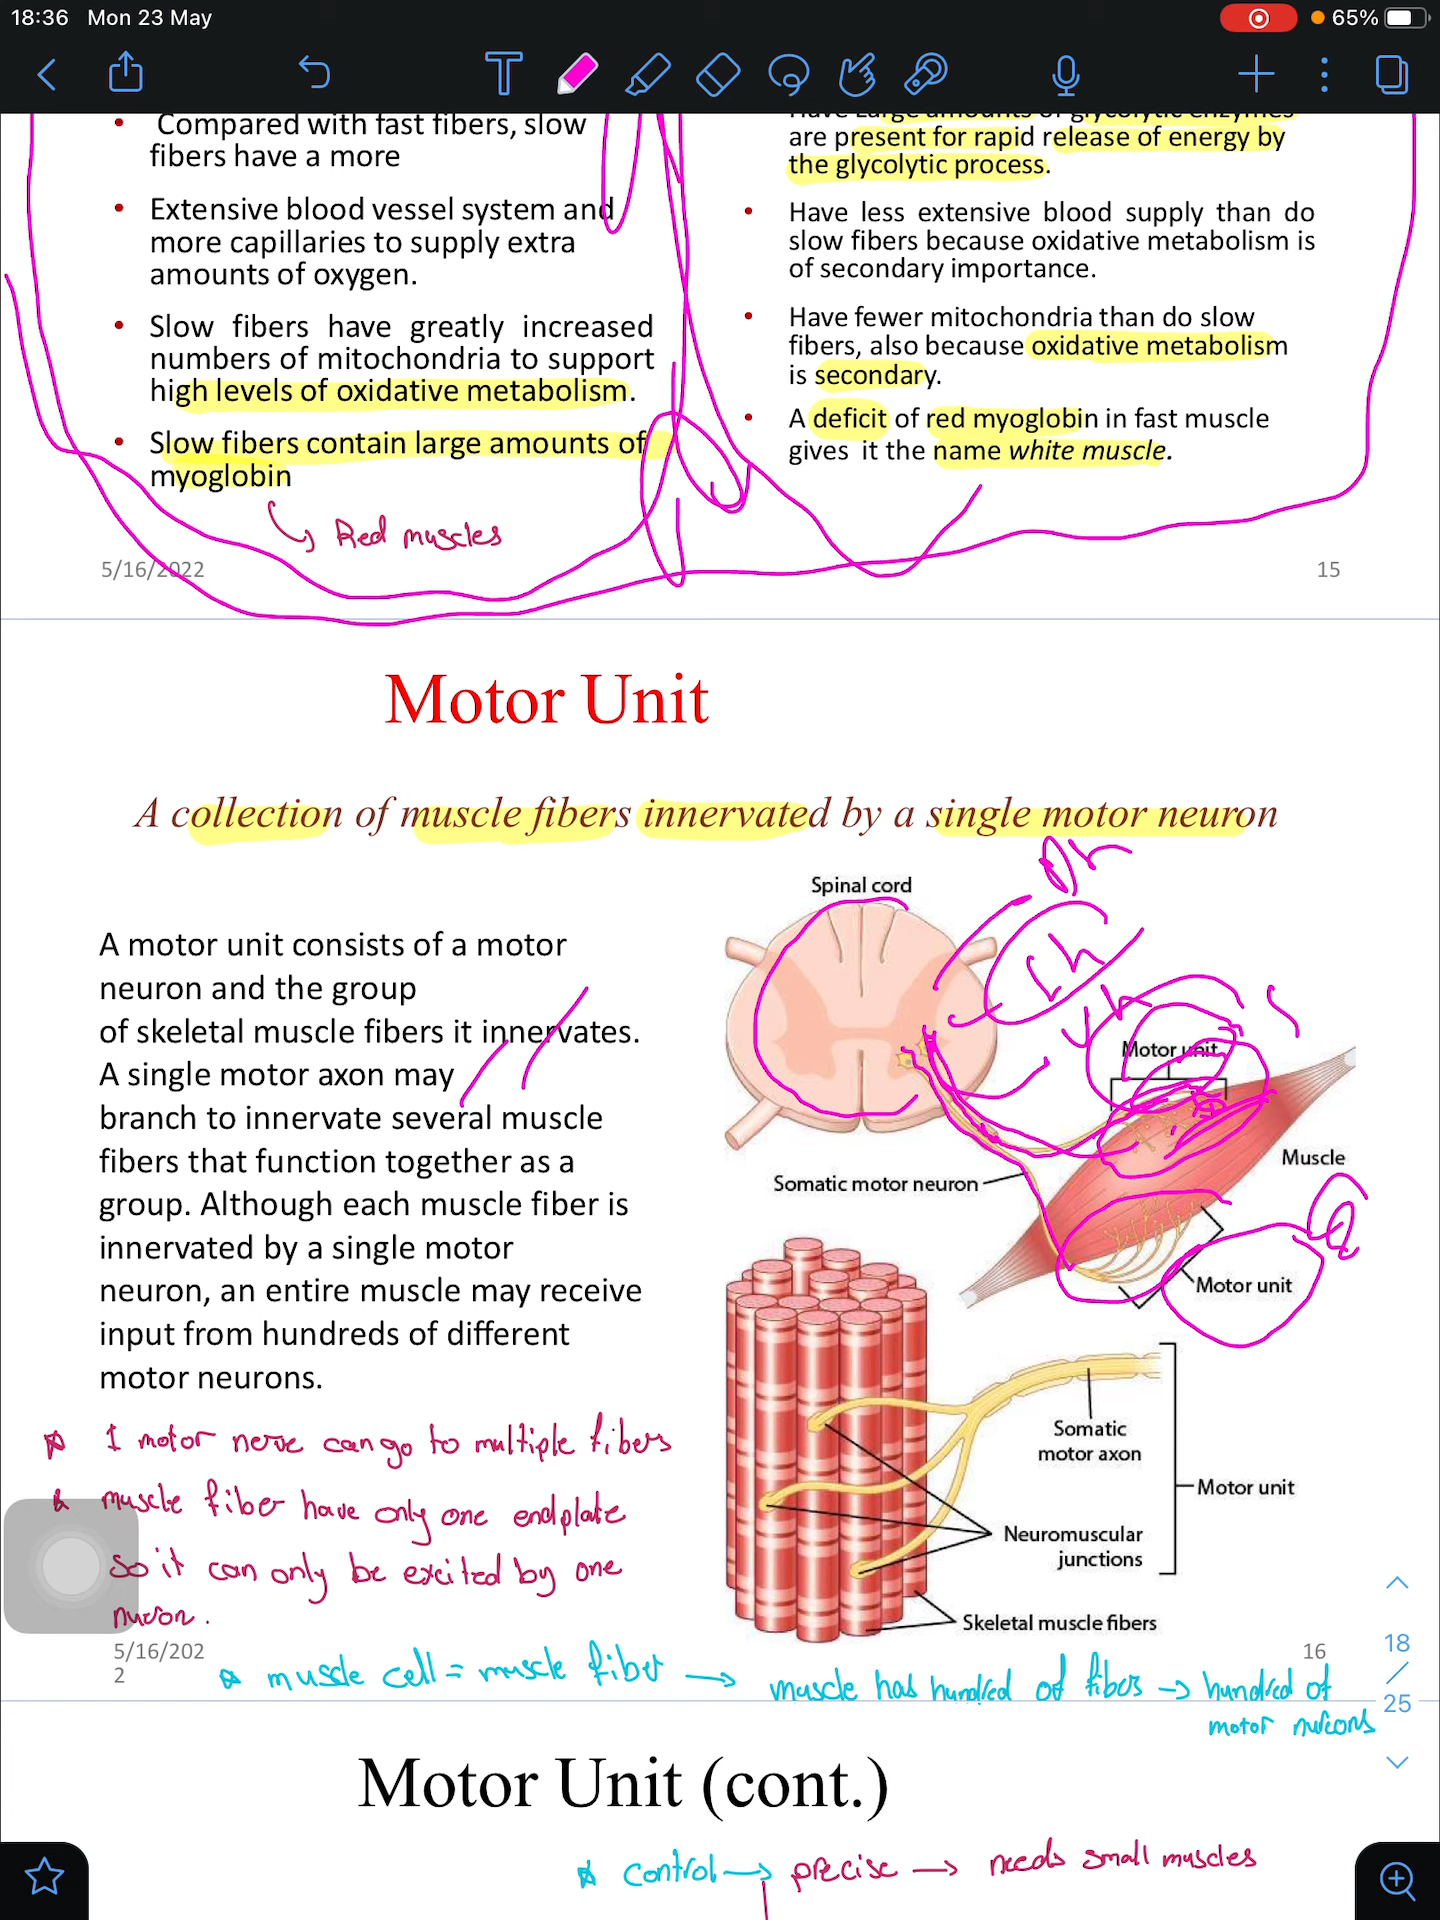 18:36 Mon 23 May
65%
Compared with fast fibers, slow
fibers have a more
• Extensive blood vessel system and
more capillaries to supply extra
amounts of oxygen.
• Slow fibers have greatly increased
numbers of mitochondria to support
high levels of oxidative metabolism.
• Slow fibers contain large amounts of
myoglobin
Red muscles
5/16/2022
Have Large amounts of glycolytic enzymes
are present for rapid release of energy by
the glycolytic process.
• Have less extensive blood supply than do
slow fibers because oxidative metabolism is
of secondary importance.
• Have fewer mitochondria than do slow
fibers, also because oxidative metabolism
is secondary.
• A deficit of red myoglobin in fast muscle
gives it the name white muscle.
15
Motor Unit
A collection of muscle fibers innervated by a single motor neuron
A motor unit consists of a motor
neuron and the group
of skeletal muscle fibers it innervates.
A single motor axon may
branch to innervate several muscle
fibers that function together as a
group. Although each muscle fiber is
innervated by a single motor
neuron, an entire muscle may receive
input from hundreds of different
motor neurons.
Spinal cord
Motor unit
Muscle
Somatic motor neuron
Motor unit
Somatic
motor axon
Motor unit
Neuromuscular
junctions
Skeletal muscle fibers
1 motor nerve can go to multiple fibers
muscle fiber have only one endplate
so it can only be excited by one
nuron.
5/16/202
2
16
muscle cell = muscle fiber → muscle has hundred of fibers → hundred of
motor nurons
18
/
25
Motor Unit (cont.)
control → precise → needs small muscles